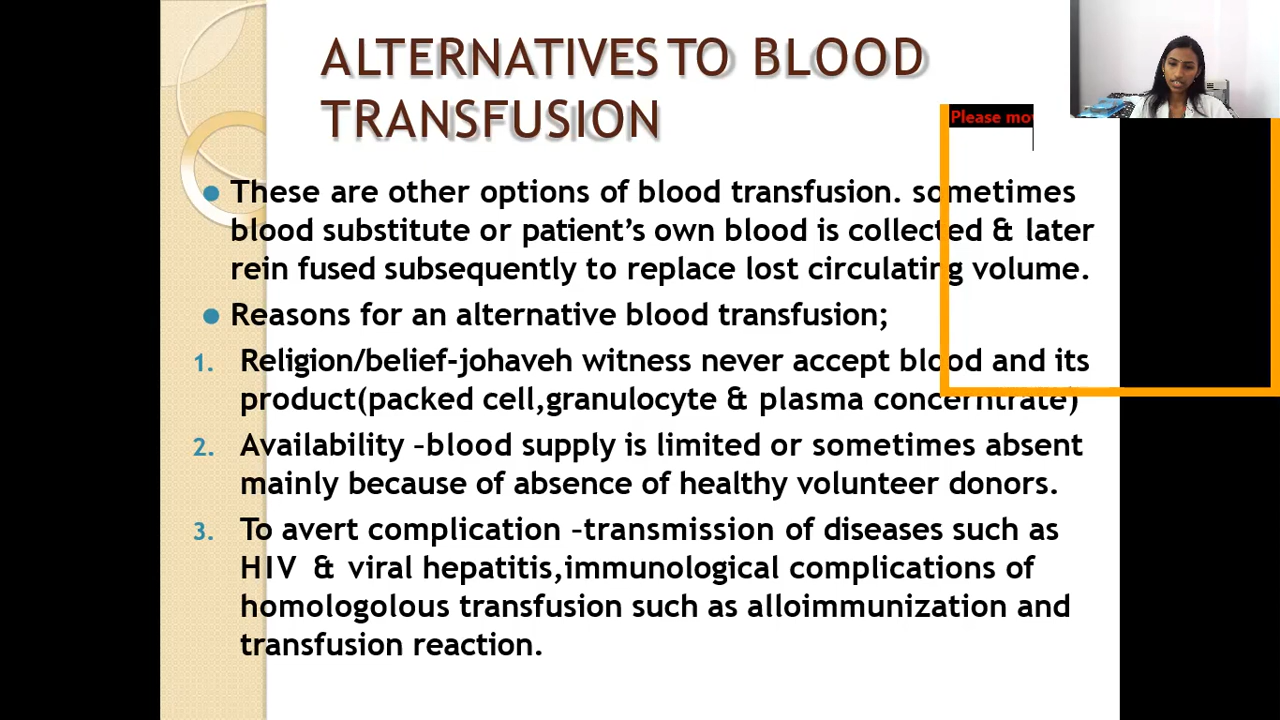 ALTERNATIVES TO BLOOD
TRANSFUSION
Please mo
These are other options of blood transfusion. sometimes
blood substitute or patient’s own blood is collected & later
rein fused subsequently to replace lost circulating volume.
Reasons for an alternative blood transfusion;
1. Religion/belief-johaveh witness never accept blood and its
product(packed cell,granulocyte & plasma concerntrate)
2. Availability –blood supply is limited or sometimes absent
mainly because of absence of healthy volunteer donors.
3. To avert complication –transmission of diseases such as
HIV & viral hepatitis,immunological complications of
homologolous transfusion such as alloimmunization and
transfusion reaction.